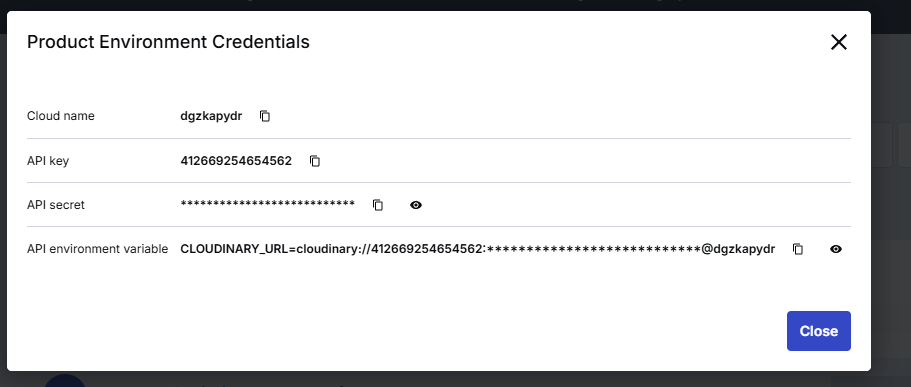 Product Environment Credentials
Cloud name dgzkapydr
API key 412669254654562
API secret ***************************
API environment variable CLOUDINARY_URL=cloudinary://412669254654562:***************************@dgzkapydr
Close